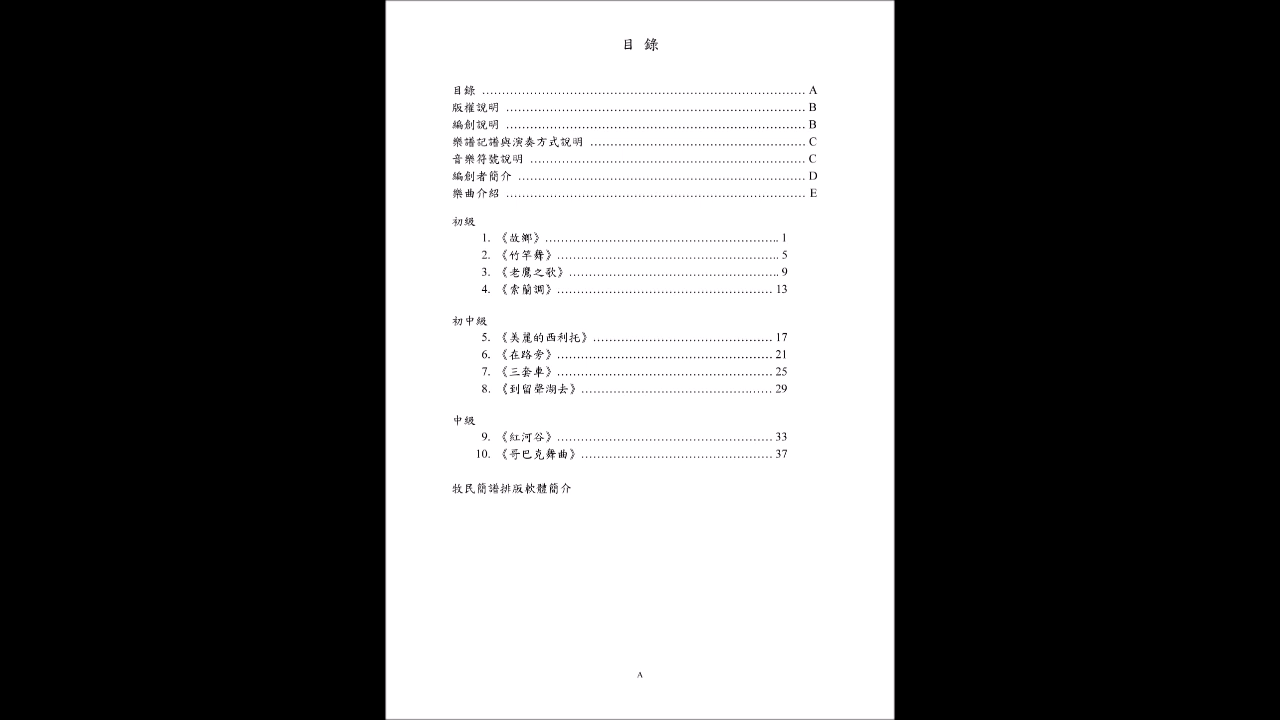 目 錄
目錄 ........................................................................ A
版權說明 ........................................................................ B
編創說明 ........................................................................ B
樂譜記譜與演奏方式說明 ........................................................ C
音樂符號說明 .................................................................... C
編創者簡介 ...................................................................... D
樂曲介紹 ........................................................................ E
初級
1. 《故鄉》............................................................ 1
2. 《竹竿舞》.......................................................... 5
3. 《老鷹之歌》........................................................ 9
4. 《索蘭調》.......................................................... 13
初中級
5. 《美麗的西利托》.................................................... 17
6. 《在路旁》.......................................................... 21
7. 《三套車》.......................................................... 25
8. 《到留聲湖去》...................................................... 29
中級
9. 《紅河谷》.......................................................... 33
10. 《哥巴克舞曲》..................................................... 37
牧民簡譜排版軟體簡介
A